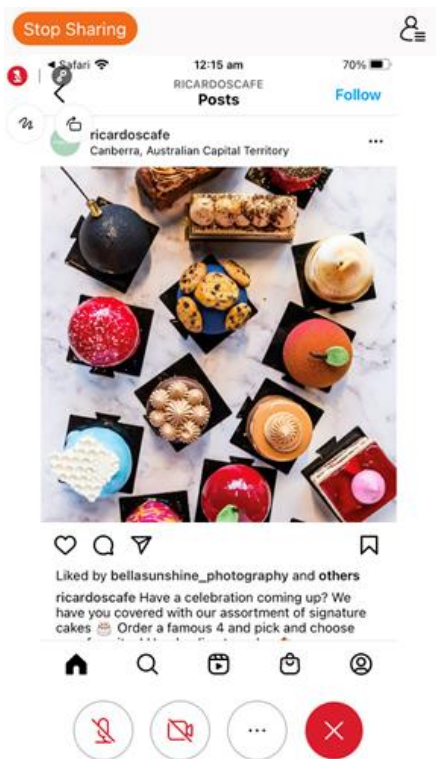 Stop Sharing
Safari 12:15 am 70%
RICARDOSCAFE
Posts
Follow
ricardoscafe
Canberra, Australian Capital Territory
Liked by bellasunshine_photography and others
ricardoscafe Have a celebration coming up? We
have you covered with our assortment of signature
cakes 🎂 Order a famous 4 and pick and choose